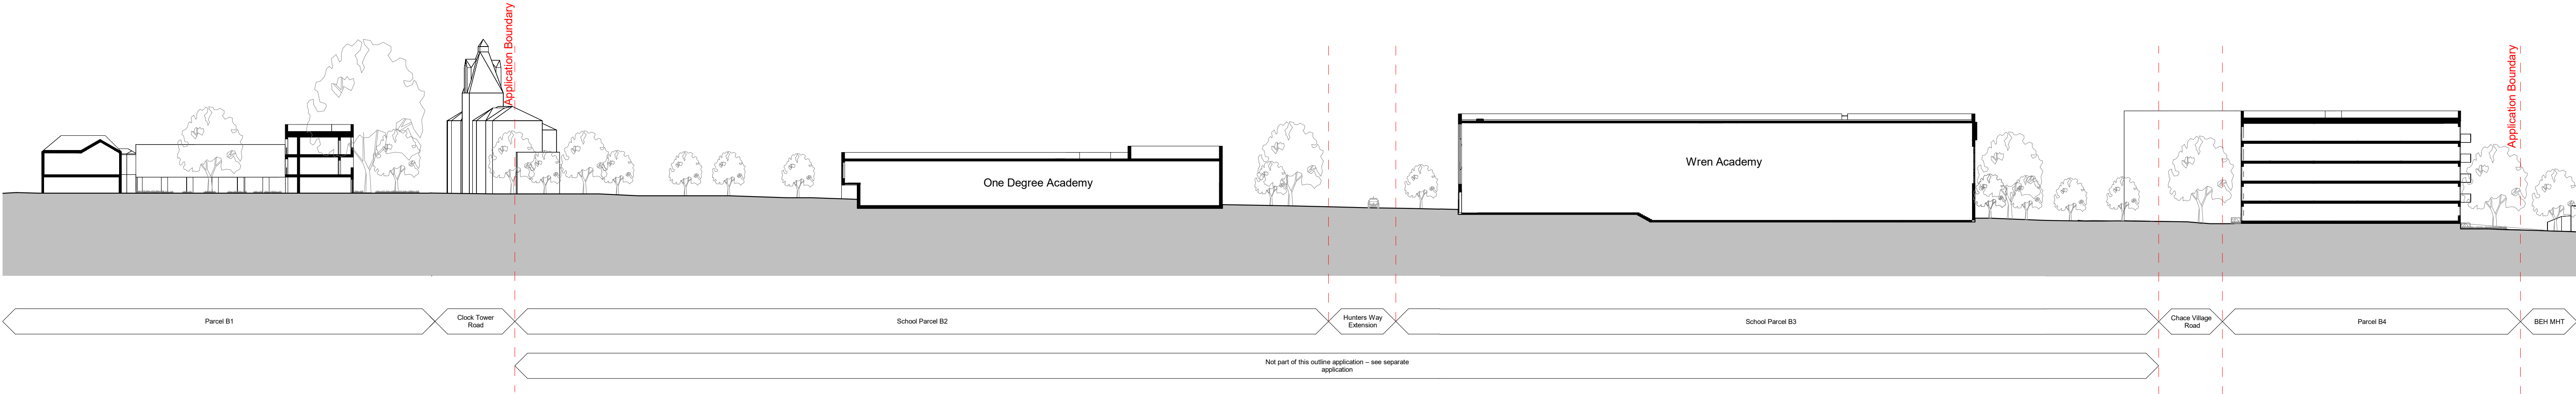 Application Boundary
Application Boundary
One Degree Academy
Wren Academy
Parcel B1
Clock Tower
Road
School Parcel B2
Hunters Way
Extension
School Parcel B3
Chace Village
Road
Parcel B4
BEH MHT
Not part of this outline application – see separate
application